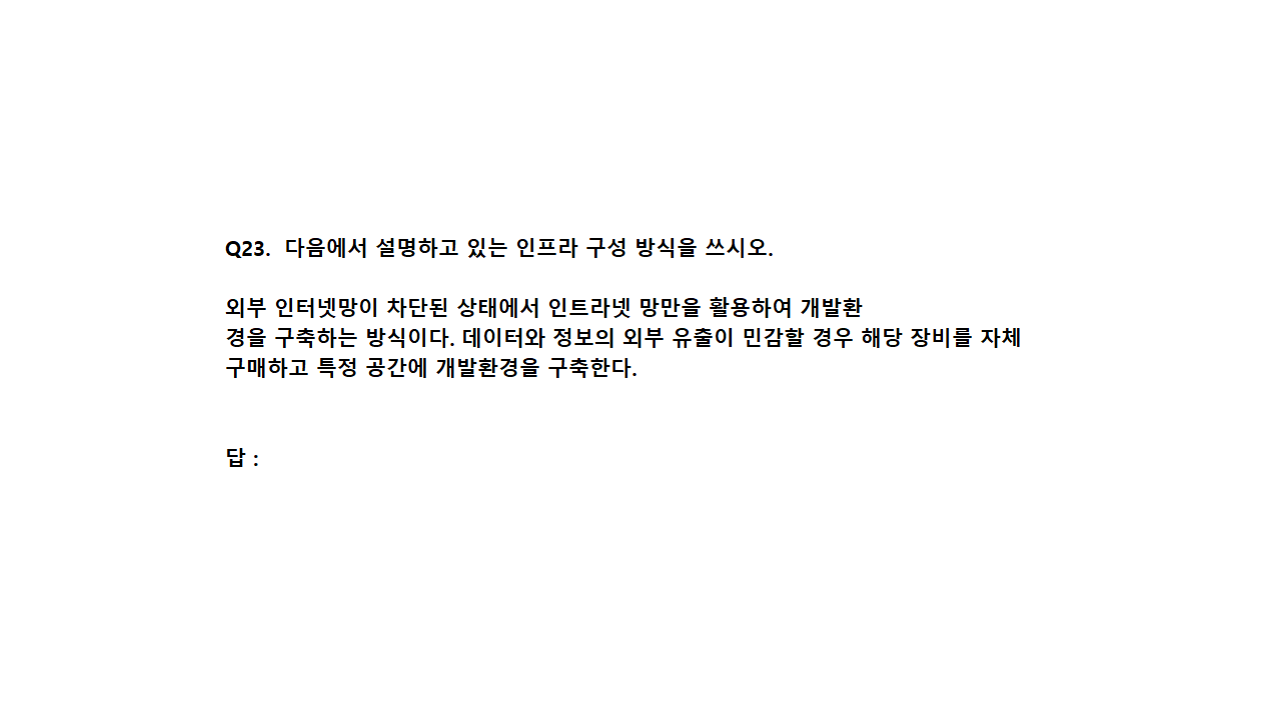 Q23.  다음에서 설명하고 있는 인프라 구성 방식을 쓰시오.
외부 인터넷망이 차단된 상태에서 인트라넷 망만을 활용하여 개발환
경을 구축하는 방식이다. 데이터와 정보의 외부 유출이 민감할 경우 해당 장비를 자체
구매하고 특정 공간에 개발환경을 구축한다.
답 :